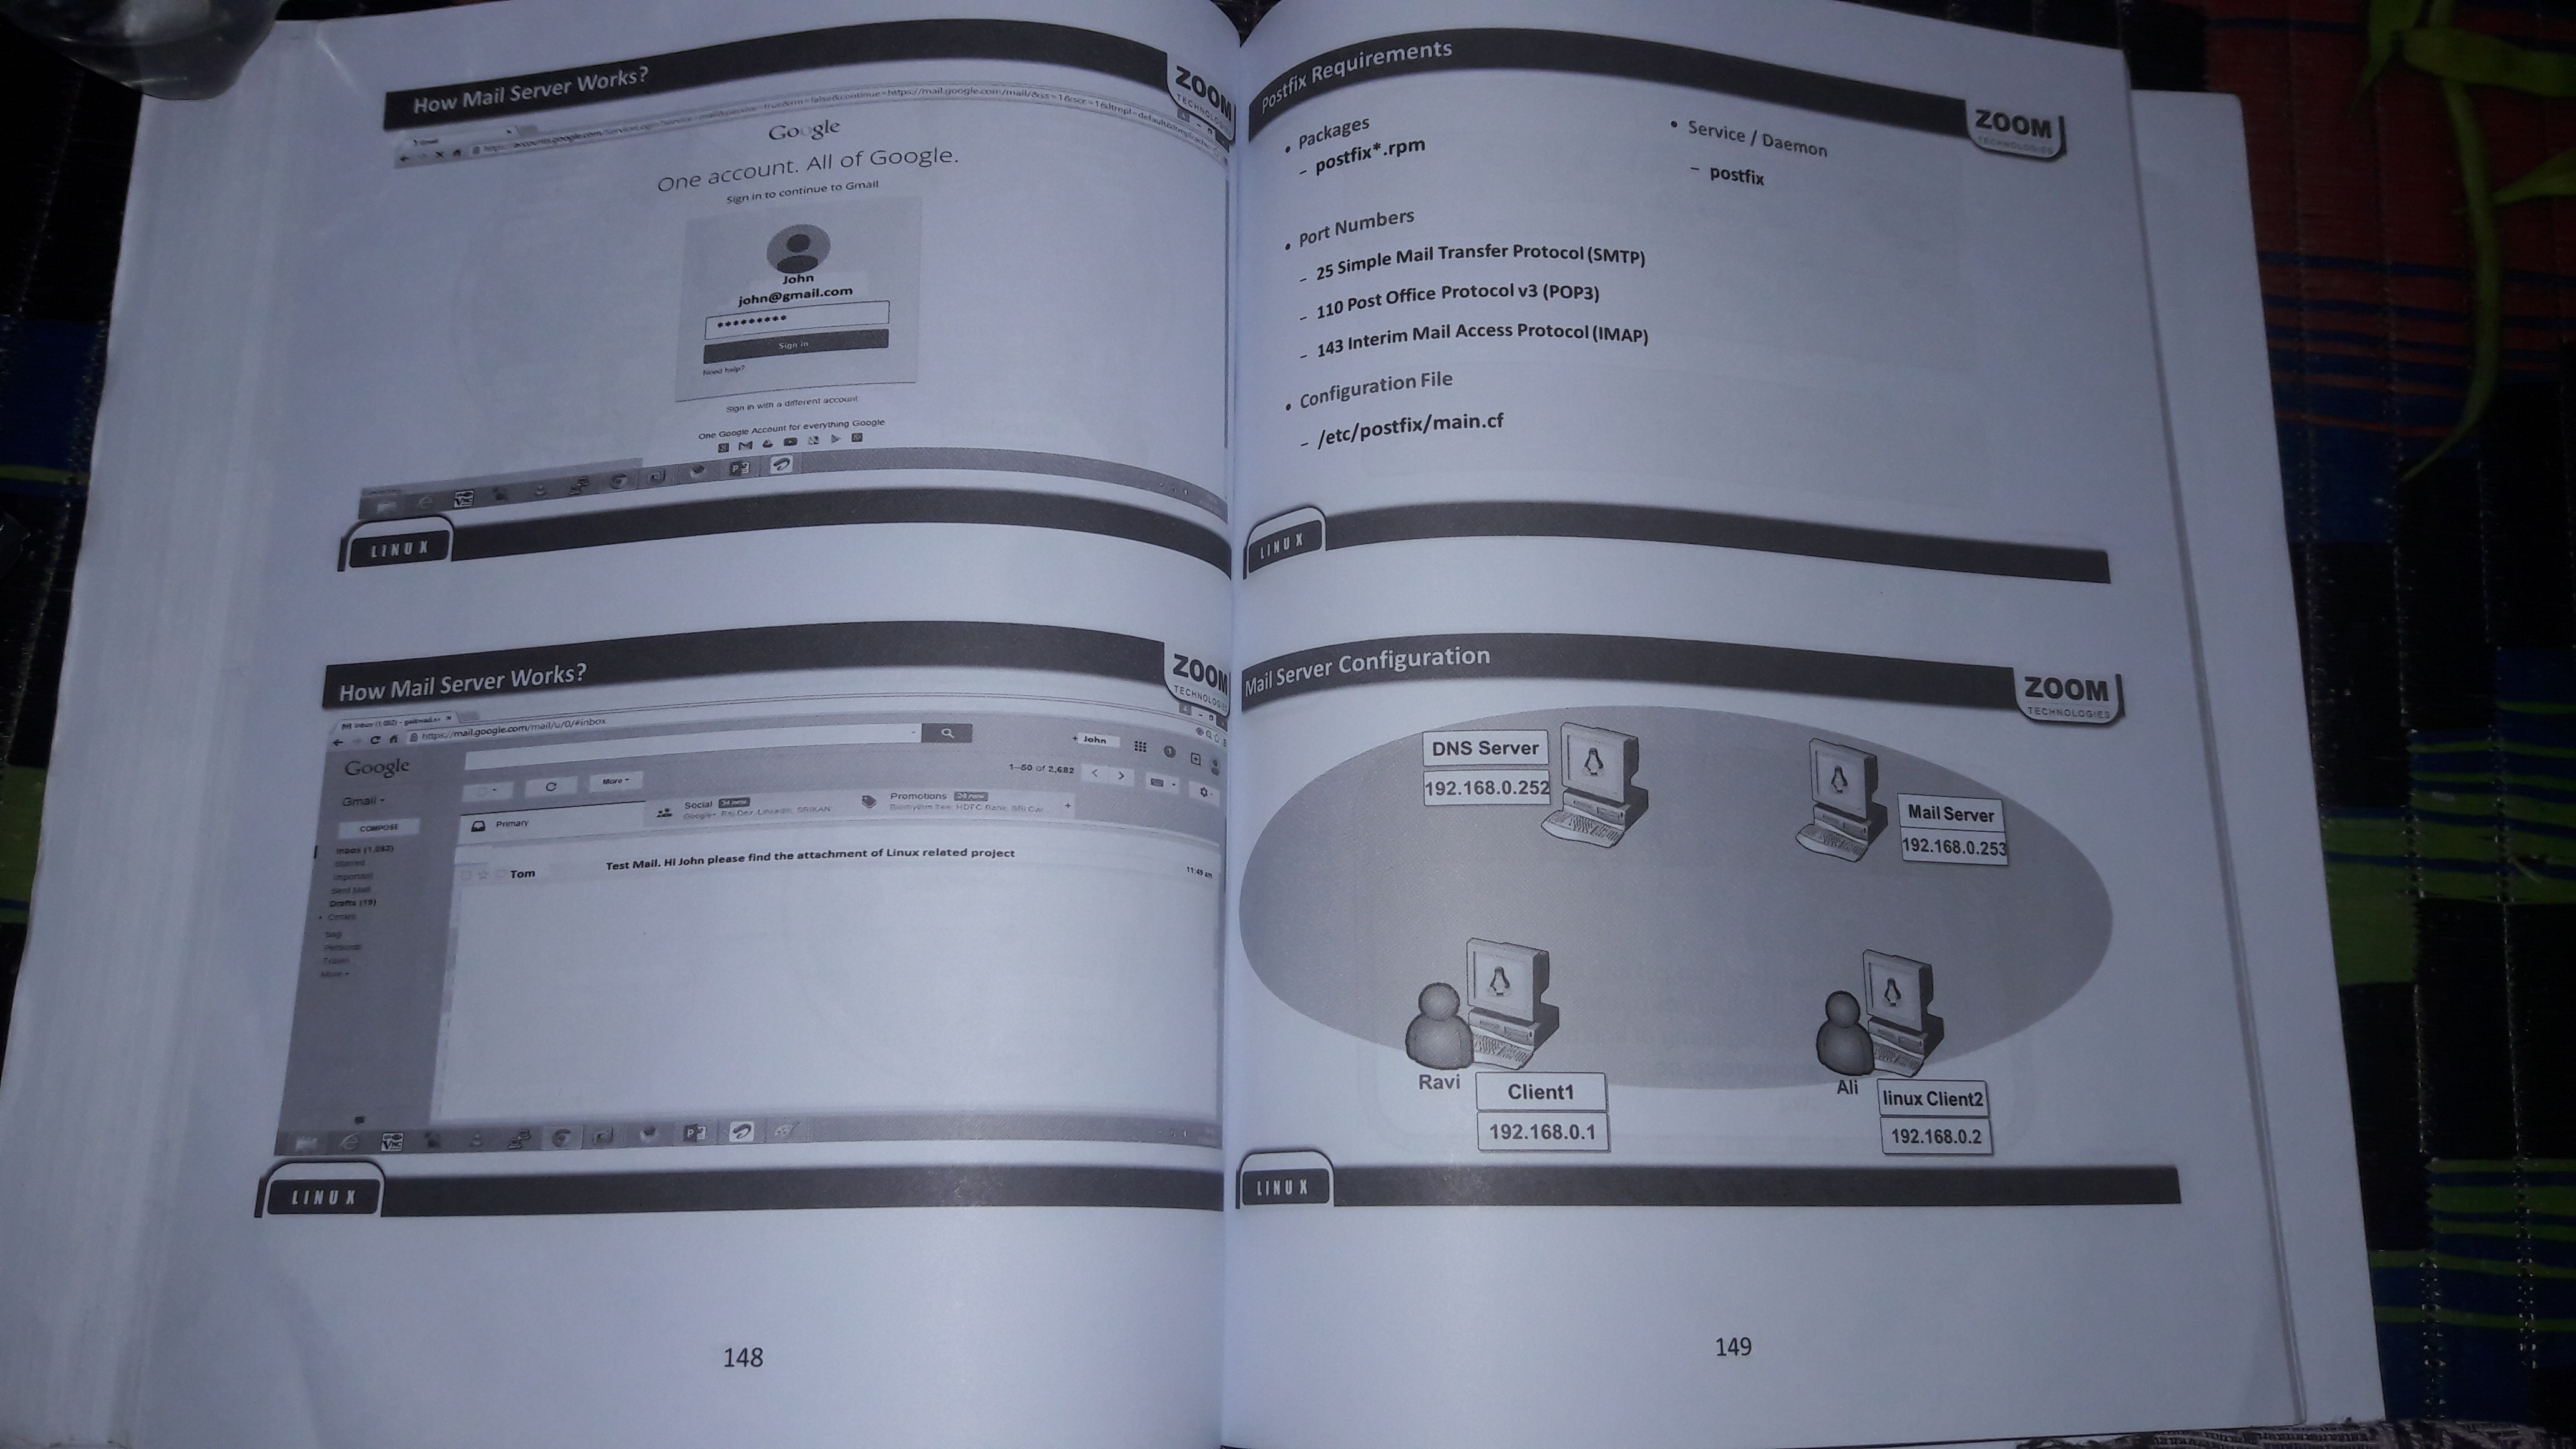 How Mail Server Works?
ZOOM
TECHNOLOGIES
Google
One account. All of Google.
Sign in to continue to Gmail
John
john@gmail.com
Sign in
Need help?
Sign in with a different account
One Google Account for everything Google
LINUX
How Mail Server Works?
ZOOM
TECHNOLOGIES
https://mail.google.com/mail/u/0/#inbox
Google
+ John
1–50 of 2,682
Gmail
More
COMPOSE
Primary
Social
Promotions
Inbox (1,082)
Starred
Important
Sent Mail
Drafts (19)
Circles
Personal
Travel
More
Tom
Test Mail. Hi John please find the attachment of Linux related project
11:49 am
LINUX
148
Postfix Requirements
ZOOM
TECHNOLOGIES
• Packages
– postfix*.rpm
• Service / Daemon
– postfix
• Port Numbers
– 25 Simple Mail Transfer Protocol (SMTP)
– 110 Post Office Protocol v3 (POP3)
– 143 Interim Mail Access Protocol (IMAP)
• Configuration File
– /etc/postfix/main.cf
LINUX
Mail Server Configuration
ZOOM
TECHNOLOGIES
DNS Server
192.168.0.252
Mail Server
192.168.0.253
Ravi
Client1
192.168.0.1
Ali
linux Client2
192.168.0.2
LINUX
149